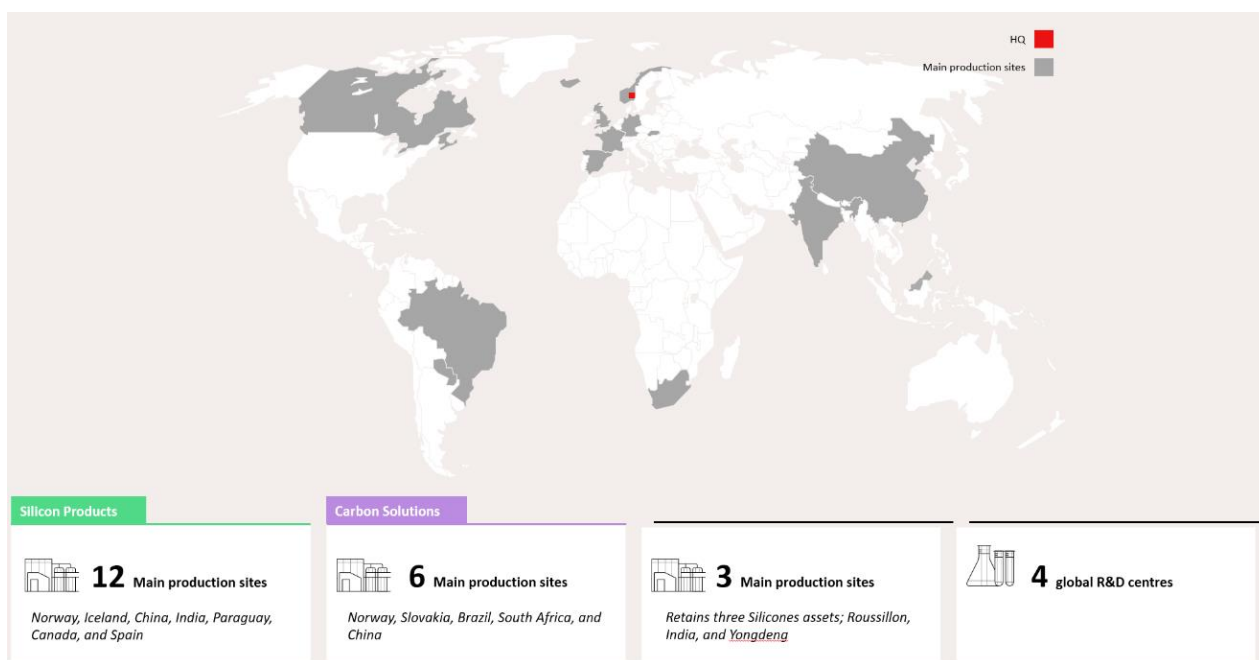 HQ
Main production sites
Silicon Products
Carbon Solutions
12 Main production sites
Norway, Iceland, China, India, Paraguay,
Canada, and Spain
6 Main production sites
Norway, Slovakia, Brazil, South Africa, and
China
3 Main production sites
Retains three Silicones assets; Roussillon,
India, and Yongdeng
4 global R&D centres